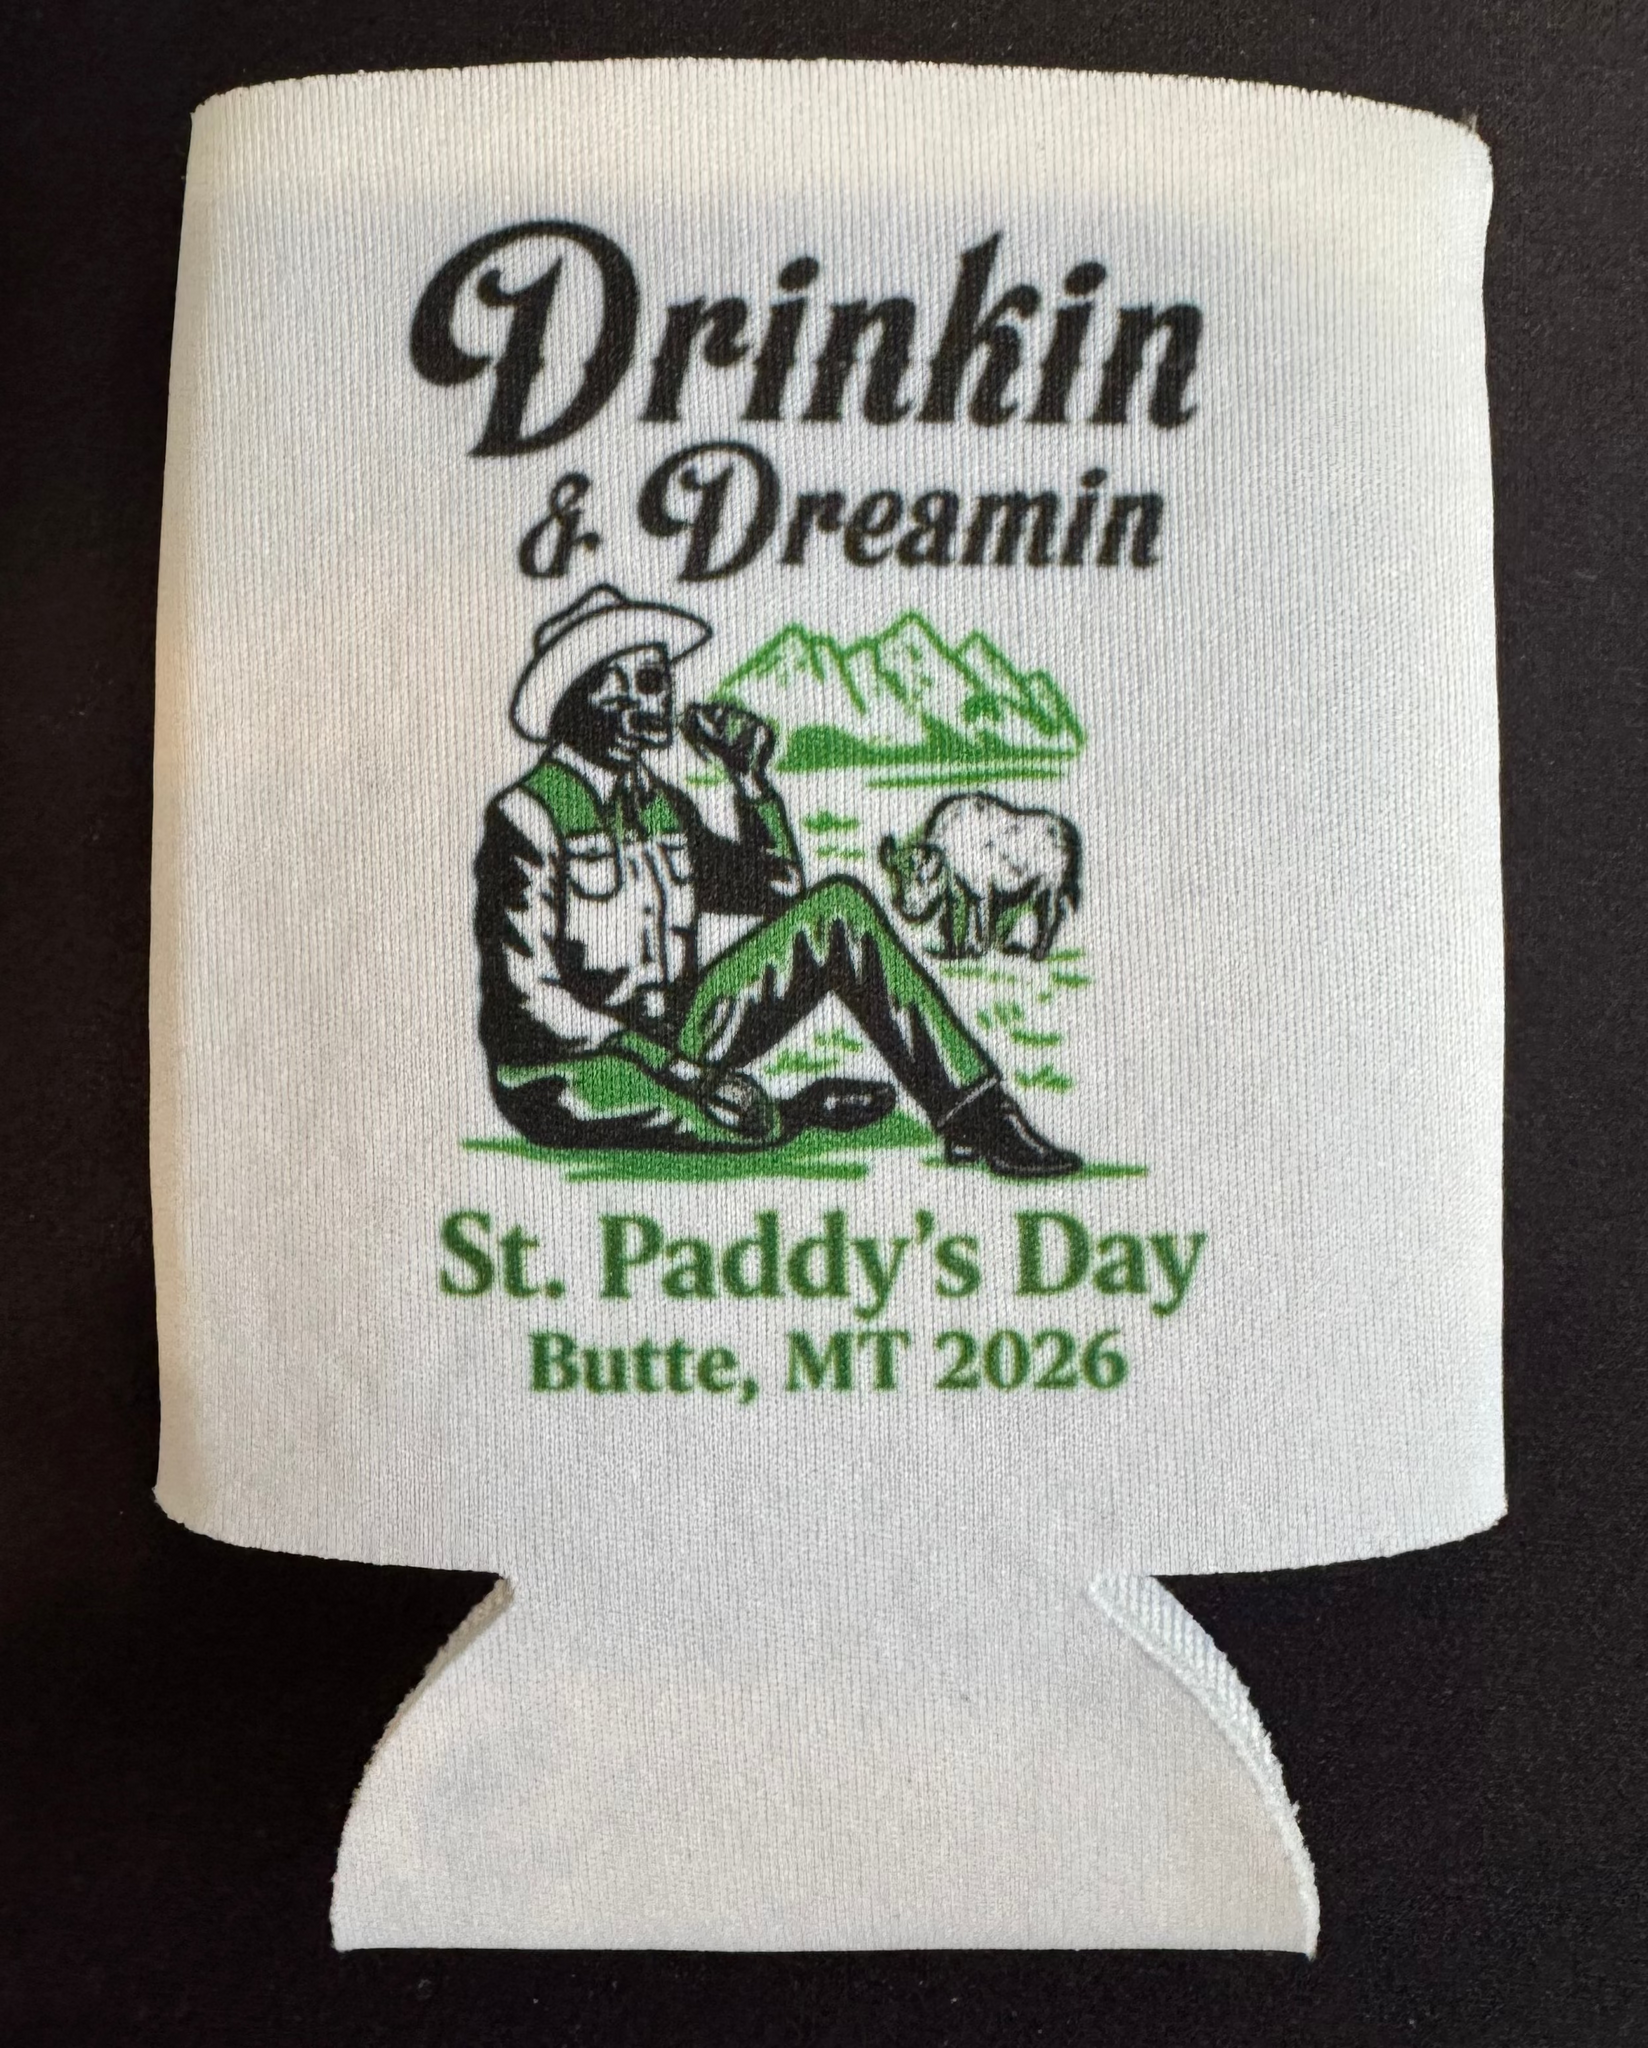 Drinkin
& Dreamin
St. Paddy's Day
Butte, MT 2026